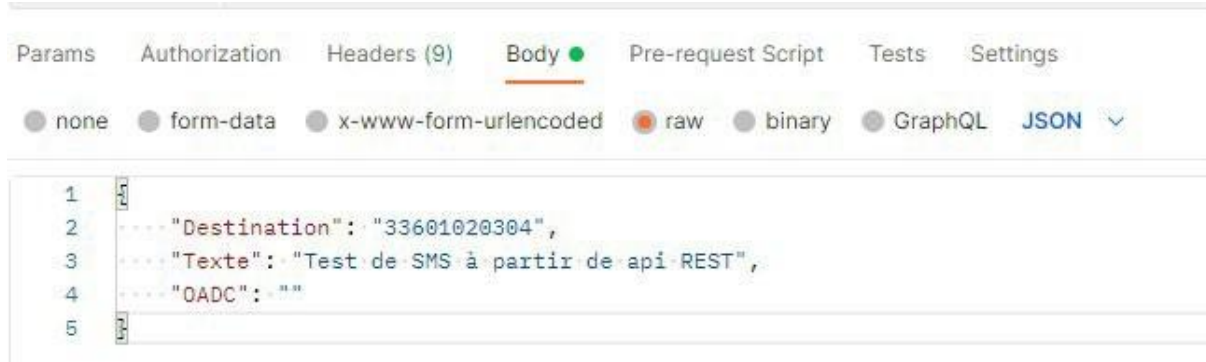 Params Authorization Headers (9) Body Pre-request Script Tests Settings
none form-data x-www-form-urlencoded raw binary GraphQL JSON
1 {
2 "Destination": "33601020304",
3 "Texte": "Test de SMS à partir de api REST",
4 "OADC": ""
5 }